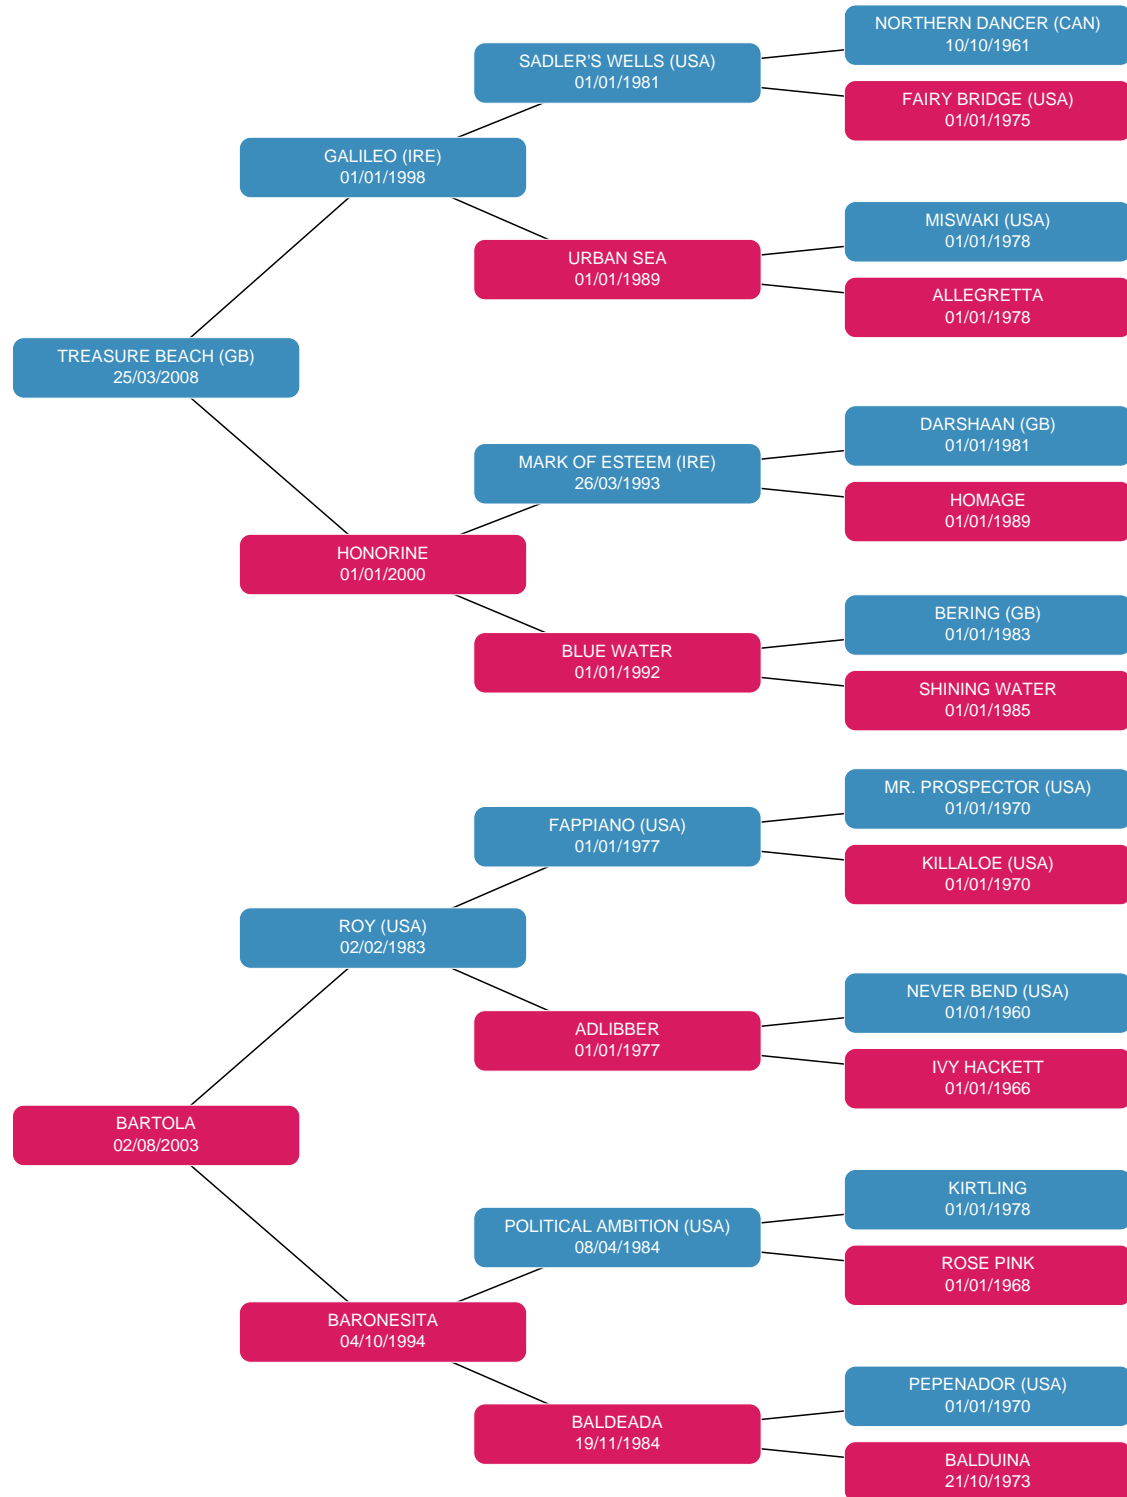 NORTHERN DANCER (CAN)
10/10/1961
SADLER'S WELLS (USA)
01/01/1981
FAIRY BRIDGE (USA)
01/01/1975
GALILEO (IRE)
01/01/1998
MISWAKI (USA)
01/01/1978
URBAN SEA
01/01/1989
ALLEGRETTA
01/01/1978
TREASURE BEACH (GB)
25/03/2008
DARSHAAN (GB)
01/01/1981
MARK OF ESTEEM (IRE)
26/03/1993
HOMAGE
01/01/1989
HONORINE
01/01/2000
BERING (GB)
01/01/1983
BLUE WATER
01/01/1992
SHINING WATER
01/01/1985
MR. PROSPECTOR (USA)
01/01/1970
FAPPIANO (USA)
01/01/1977
KILLALOE (USA)
01/01/1970
ROY (USA)
02/02/1983
NEVER BEND (USA)
01/01/1960
ADLIBBER
01/01/1977
IVY HACKETT
01/01/1966
BARTOLA
02/08/2003
KIRTLING
01/01/1978
POLITICAL AMBITION (USA)
08/04/1984
ROSE PINK
01/01/1968
BARONESITA
04/10/1994
PEPENADOR (USA)
01/01/1970
BALDEADA
19/11/1984
BALDUINA
21/10/1973